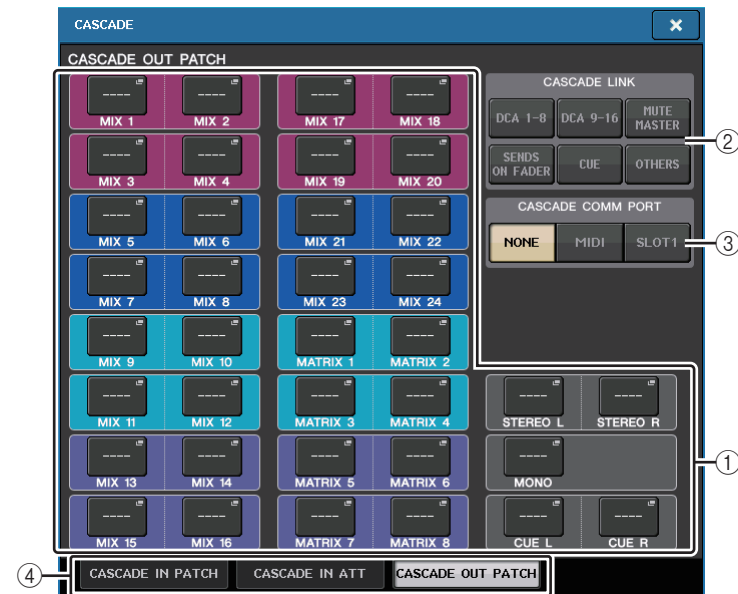 CASCADE
×
CASCADE OUT PATCH
----
MIX 1
----
MIX 2
----
MIX 17
----
MIX 18
----
MIX 3
----
MIX 4
----
MIX 19
----
MIX 20
----
MIX 5
----
MIX 6
----
MIX 21
----
MIX 22
----
MIX 7
----
MIX 8
----
MIX 23
----
MIX 24
----
MIX 9
----
MIX 10
----
MATRIX 1
----
MATRIX 2
----
MIX 11
----
MIX 12
----
MATRIX 3
----
MATRIX 4
----
MIX 13
----
MIX 14
----
MATRIX 5
----
MATRIX 6
----
MIX 15
----
MIX 16
----
MATRIX 7
----
MATRIX 8
CASCADE LINK
DCA 1-8
DCA 9-16
MUTE
MASTER
SENDS
ON FADER
CUE
OTHERS
②
CASCADE COMM PORT
NONE
MIDI
SLOT1
③
----
STEREO L
----
STEREO R
----
MONO
①
----
CUE L
----
CUE R
④
CASCADE IN PATCH
CASCADE IN ATT
CASCADE OUT PATCH